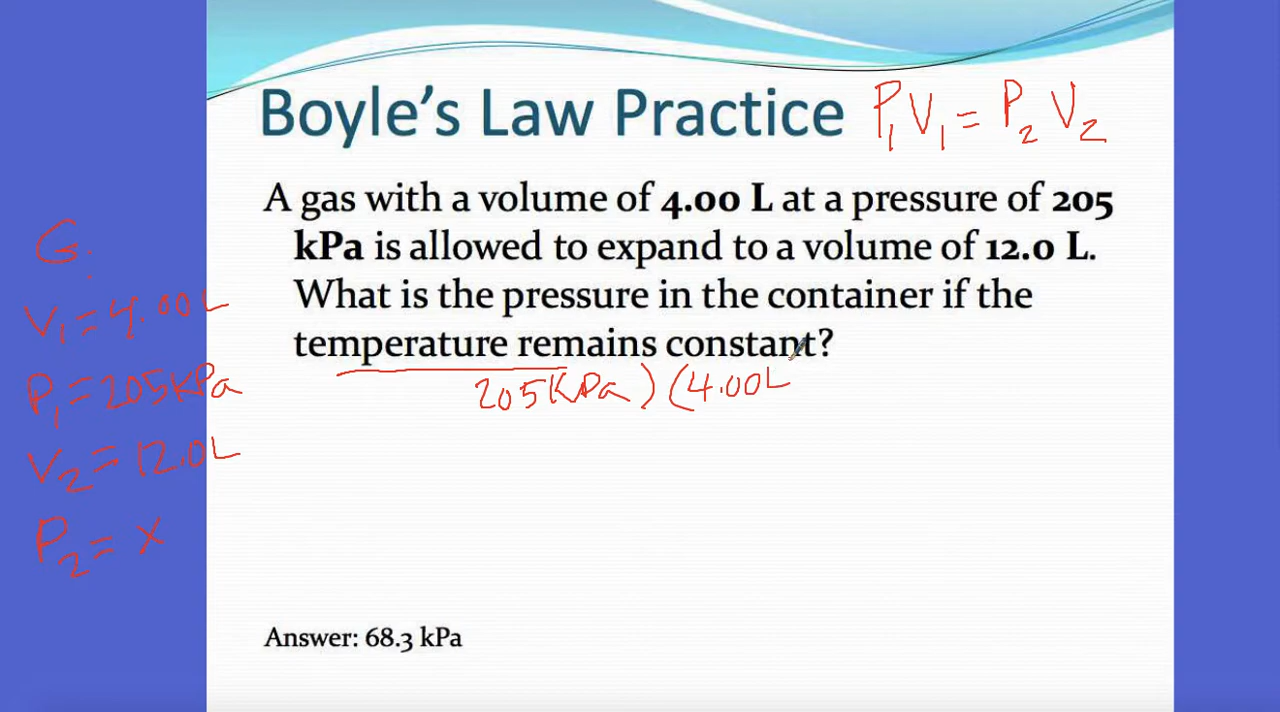 Boyle's Law Practice P₁V₁ = P₂V₂
A gas with a volume of 4.00 L at a pressure of 205
kPa is allowed to expand to a volume of 12.0 L.
What is the pressure in the container if the
temperature remains constant?
G:
V₁ = 4.00L
P₁ = 205KPa
V₂ = 12.0L
P₂ = x
205KPa) (4.00L
Answer: 68.3 kPa